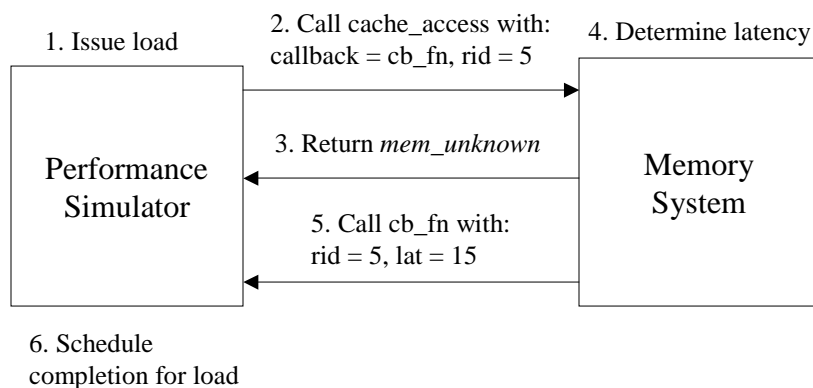 1. Issue load
2. Call cache_access with:
callback = cb_fn, rid = 5
4. Determine latency
Performance
Simulator
3. Return mem_unknown
Memory
System
5. Call cb_fn with:
rid = 5, lat = 15
6. Schedule
completion for load